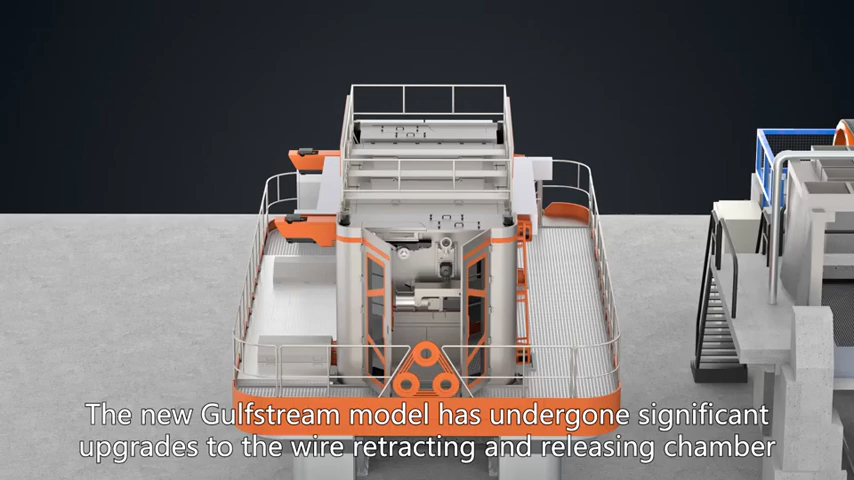 The new Gulfstream model has undergone significant
upgrades to the wire retracting and releasing chamber